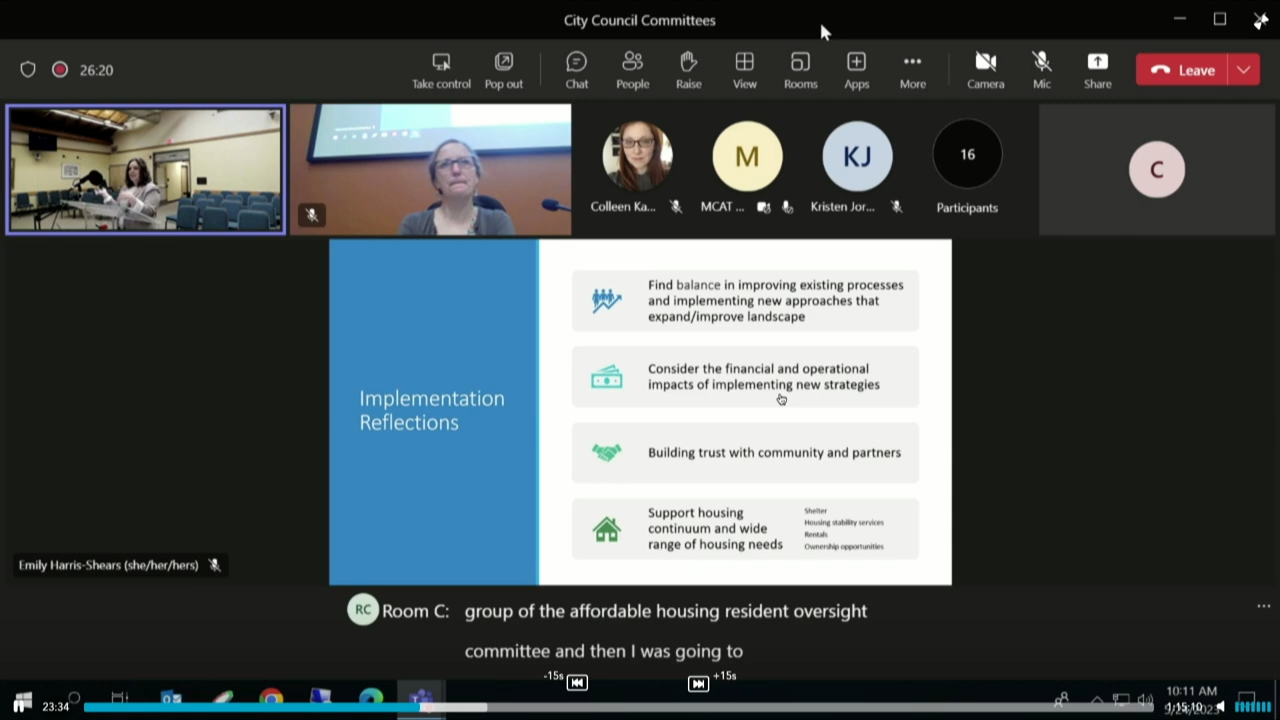 City Council Committees
26:20
Take control
Pop out
Chat
People
Raise
View
Rooms
Apps
More
Camera
Mic
Share
Leave
M
KJ
16
C
Colleen Ka...
MCAT ...
Kristen Jor...
Participants
Implementation
Reflections
Find balance in improving existing processes
and implementing new approaches that
expand/improve landscape
Consider the financial and operational
impacts of implementing new strategies
Building trust with community and partners
Support housing
continuum and wide
range of housing needs
Shelter
Housing stability services
Rentals
Ownership opportunities
Emily Harris-Shears (she/her/hers)
RC
Room C: group of the affordable housing resident oversight
committee and then I was going to
-15s
+15s
10:11 AM
23:34
1:15:10